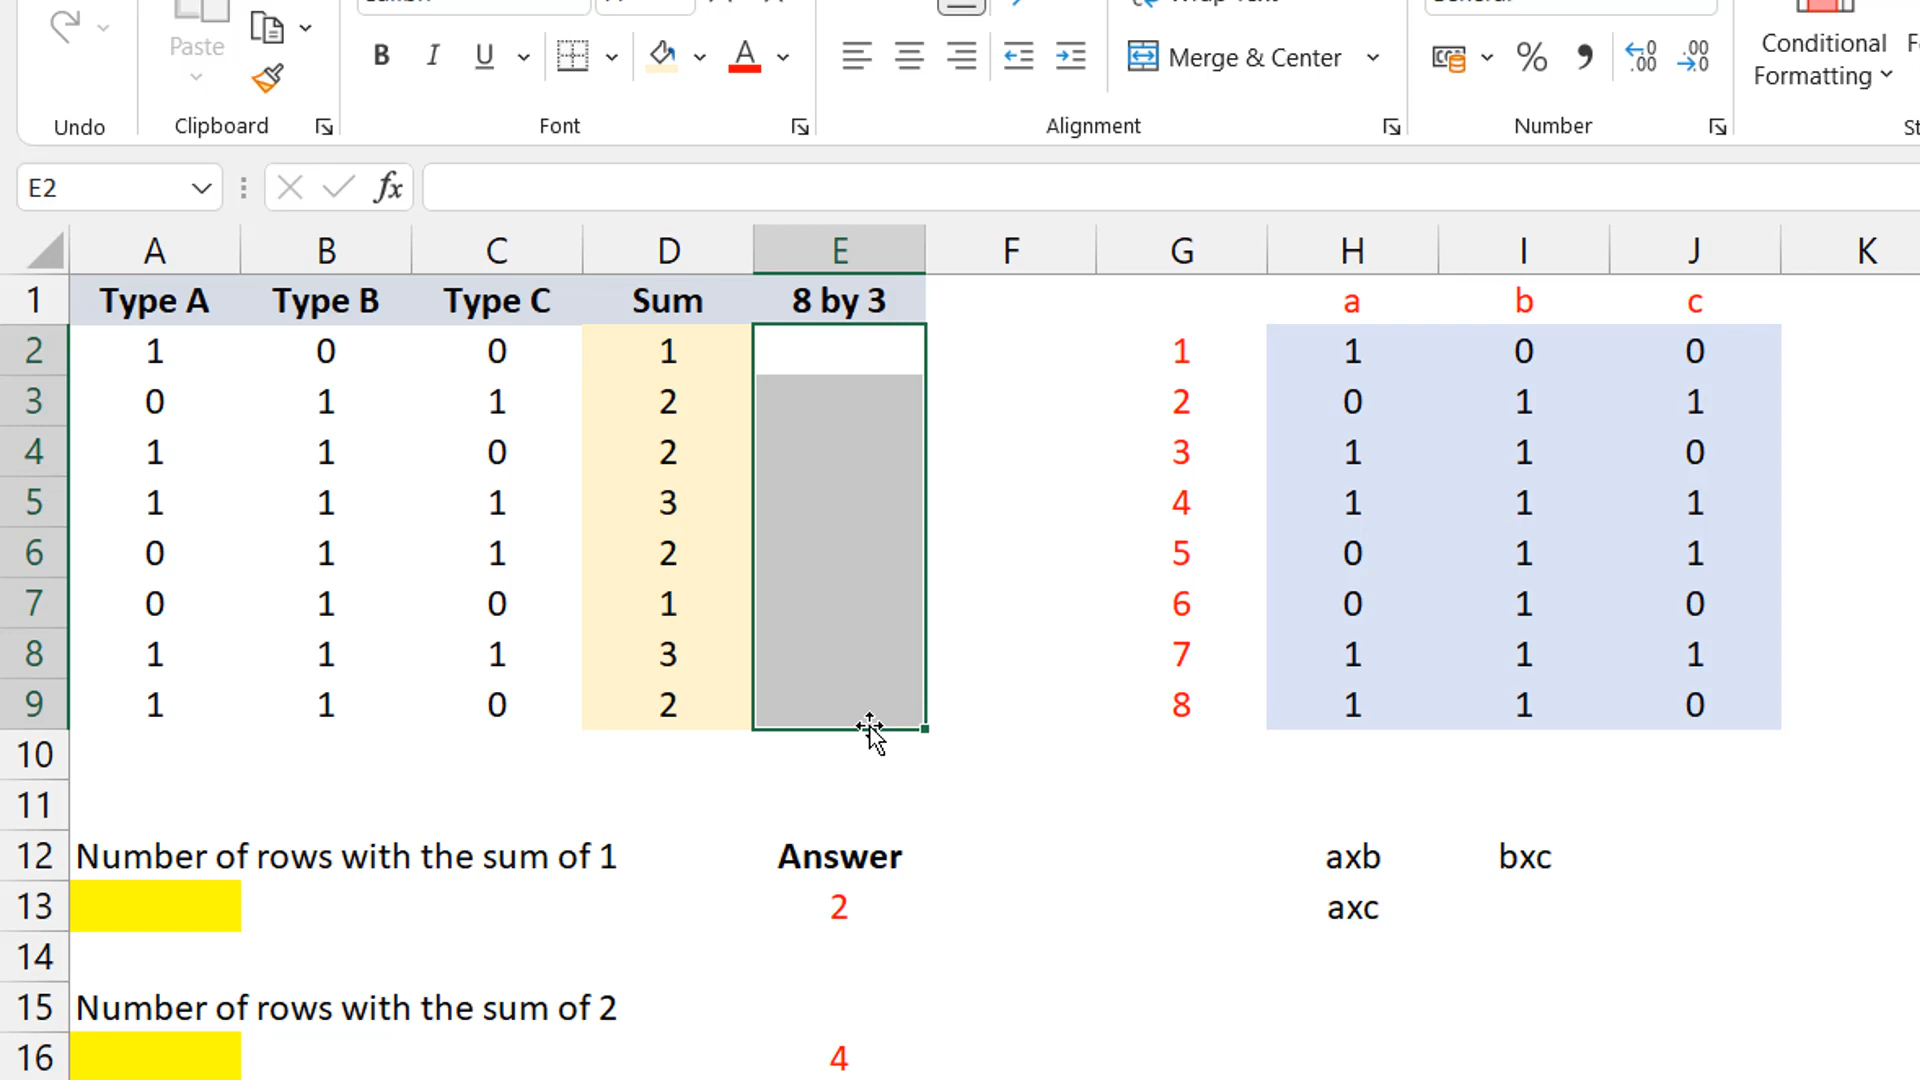 Paste
Wrap Text
General
B I U A
Merge & Center
% .00 .00
Conditional
Formatting
Undo Clipboard Font Alignment Number
E2 fx
A B C D E F G H I J K
1 Type A Type B Type C Sum 8 by 3 a b c
2 1 0 0 1 1 1 0 0
3 0 1 1 2 2 0 1 1
4 1 1 0 2 3 1 1 0
5 1 1 1 3 4 1 1 1
6 0 1 1 2 5 0 1 1
7 0 1 0 1 6 0 1 0
8 1 1 1 3 7 1 1 1
9 1 1 0 2 8 1 1 0
10
11
12 Number of rows with the sum of 1 Answer axb bxc
13 2 axc
14
15 Number of rows with the sum of 2
16 4